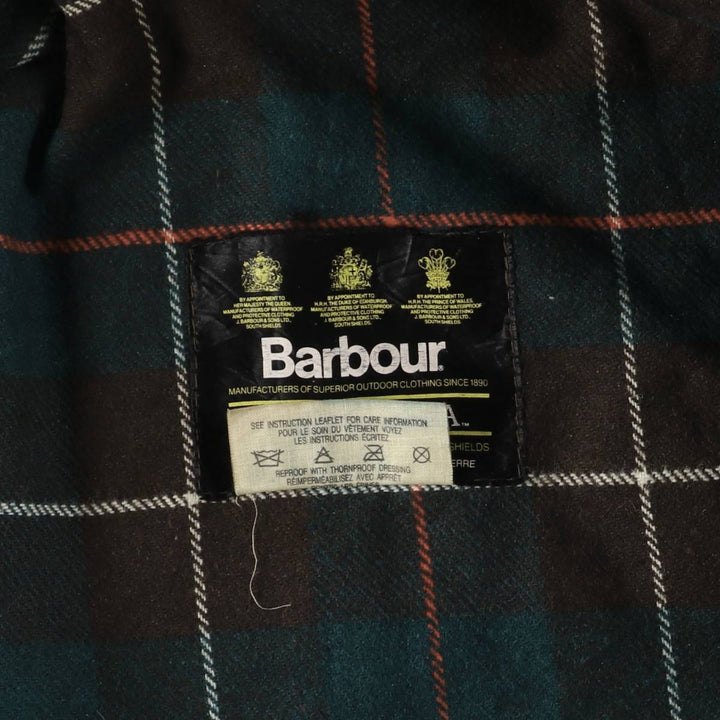 BY APPOINTMENT TO
HER MAJESTY THE QUEEN
MANUFACTURERS OF WATERPROOF
AND PROTECTIVE CLOTHING
J. BARBOUR & SONS LTD.
SOUTH SHIELDS.
BY APPOINTMENT TO
H.R.H. THE DUKE OF EDINBURGH,
MANUFACTURERS OF WATERPROOF
AND PROTECTIVE CLOTHING
J. BARBOUR & SONS LTD.
SOUTH SHIELDS.
BY APPOINTMENT TO
H.R.H. THE PRINCE OF WALES,
MANUFACTURERS OF WATERPROOF
AND PROTECTIVE CLOTHING
J. BARBOUR & SONS LTD.
SOUTH SHIELDS.
Barbour®
MANUFACTURERS OF SUPERIOR OUTDOOR CLOTHING SINCE 1890
A™
SHIELDS
ERRE
SEE INSTRUCTION LEAFLET FOR CARE INFORMATION
POUR LE SOIN DU VÊTEMENT VOYEZ
LES INSTRUCTIONS ÉCRITEZ
REPROOF WITH THORNPROOF DRESSING
RÉIMPERMÉABILISEZ AVEC APPRÊT